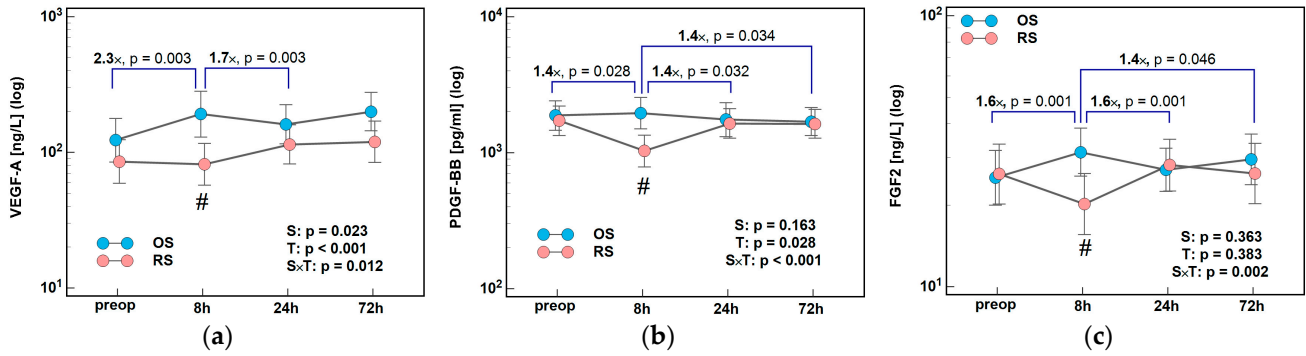 10³
10²
10¹
VEGF-A [ng/L] (log)
2.3×, p = 0.003
1.7×, p = 0.003
#
OS
RS
S: p = 0.023
T: p < 0.001
S×T: p = 0.012
preop 8h 24h 72h
(a)
10⁴
10³
10²
PDGF-BB [pg/ml] (log)
1.4×, p = 0.034
1.4×, p = 0.028
1.4×, p = 0.032
#
OS
RS
S: p = 0.163
T: p = 0.028
S×T: p < 0.001
preop 8h 24h 72h
(b)
10²
10¹
FGF2 [ng/L] (log)
OS
RS
1.4×, p = 0.046
1.6×, p = 0.001
1.6×, p = 0.001
#
S: p = 0.363
T: p = 0.383
S×T: p = 0.002
preop 8h 24h 72h
(c)